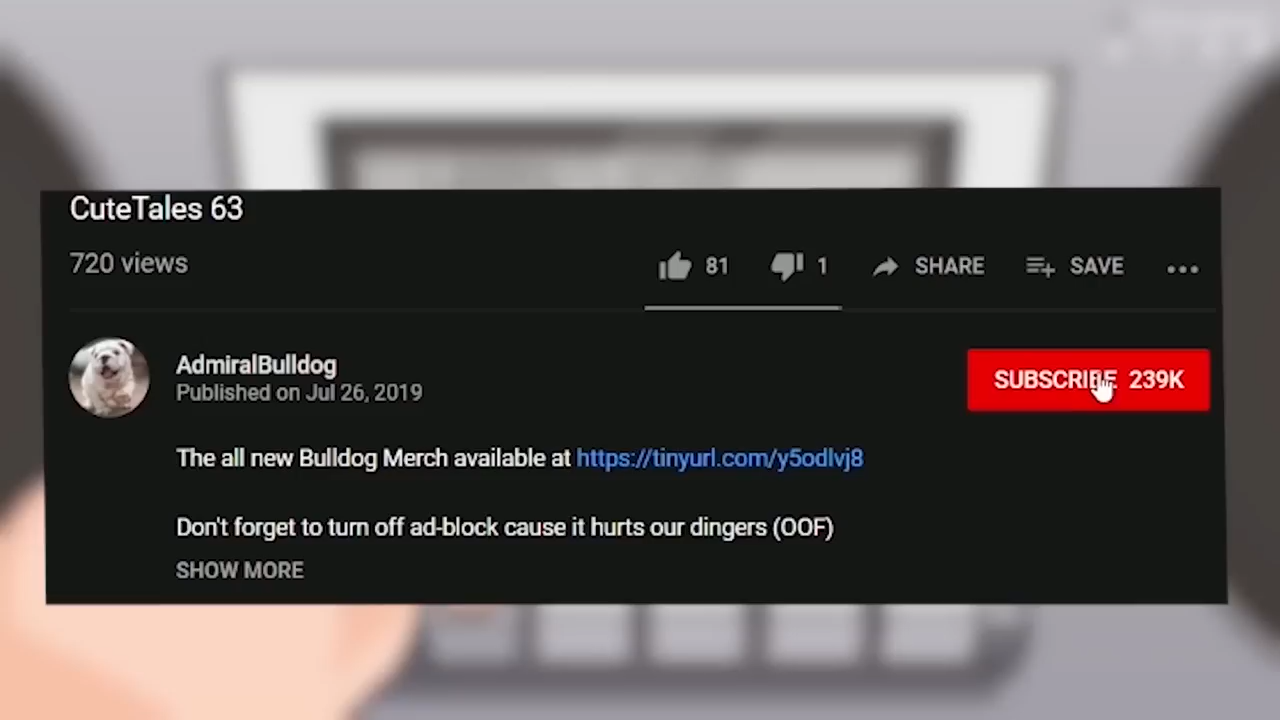 CuteTales 63
720 views
81 1 SHARE SAVE
AdmiralBulldog
Published on Jul 26, 2019
SUBSCRIBE 239K
The all new Bulldog Merch available at https://tinyurl.com/y5odlvj8
Don't forget to turn off ad-block cause it hurts our dingers (OOF)
SHOW MORE